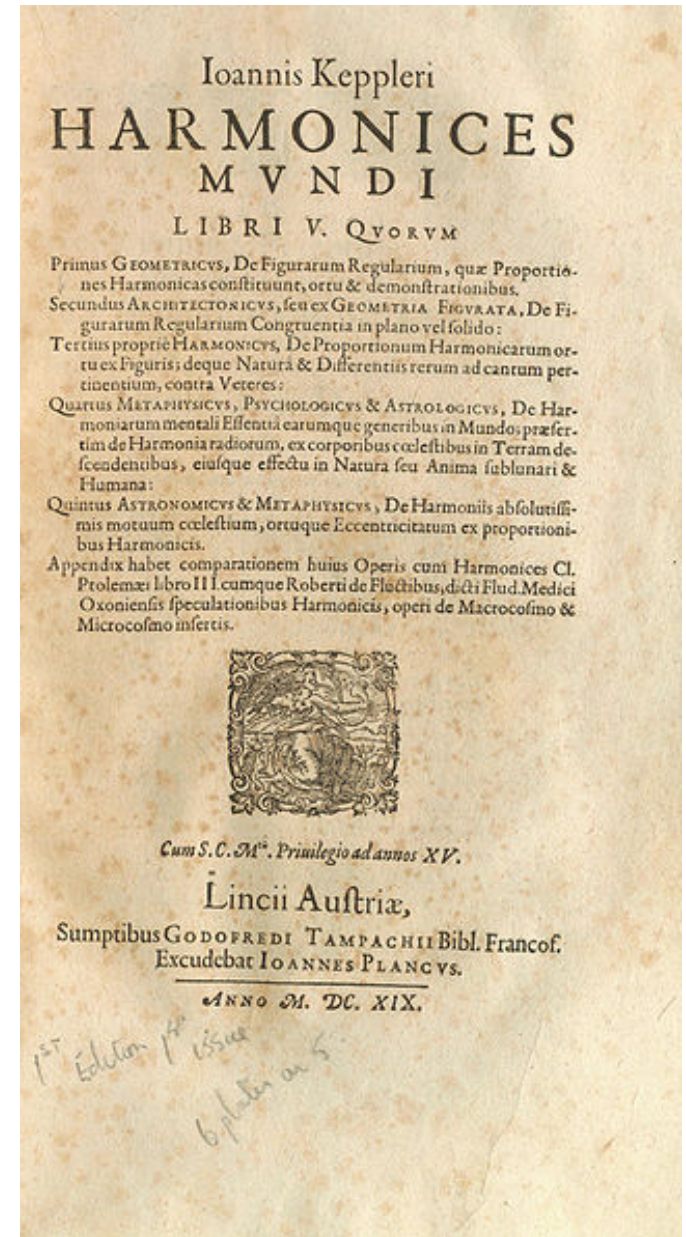 Ioannis Keppleri
HARMONICES
MVNDI
LIBRI V. QVORVM
Primus GEOMETRICVS, De Figurarum Regularium, quæ Proportio-
nes Harmonicas conſtituunt, ortu & demonſtrationibus.
Secundus ARCHITECTONICVS, ſeu ex GEOMETRIA FIGVRATA, De Fi-
gurarum Regularium Congruentia in plano vel ſolido:
Tertius propriè HARMONICVS, De Proportionum Harmonicarum or-
tu ex Figuris; deque Naturâ & Differentiis rerum ad cantum per-
tinentium, contra Veteres:
Quartus METAPHYSICVS, PSYCHOLOGICVS & ASTROLOGICVS, De Har-
moniarum mentali Eſſentiâ earumque generibus in Mundo; præſer-
tim de Harmonia radiorum, ex corporibus cœleſtibus in Terram de-
ſcendentibus, eiuſque effectu in Natura ſeu Anima ſublunari &
Humana:
Quintus ASTRONOMICVS & METAPHYSICVS, De Harmoniis abſolutiſſi-
mis motuum cœleſtium, ortuque Eccentricitatum ex proportioni-
bus Harmonicis.
Appendix habet comparationem huius Operis cum Harmonices Cl.
Ptolemæi libro III. cumque Roberti de Fluctibus, dicti Flud. Medici
Oxonienſis ſpeculationibus Harmonicis, operi de Macrocoſmo &
Microcoſmo inſertis.
Cum S. C. Mtis. Priuilegio ad annos XV.
Lincii Auſtriæ,
Sumptibus GODOFREDI TAMPACHII Bibl. Francof.
Excudebat IOANNES PLANCVS.
ANNO M. DC. XIX.
1ST Edition 1st issue
6 plates or 5.